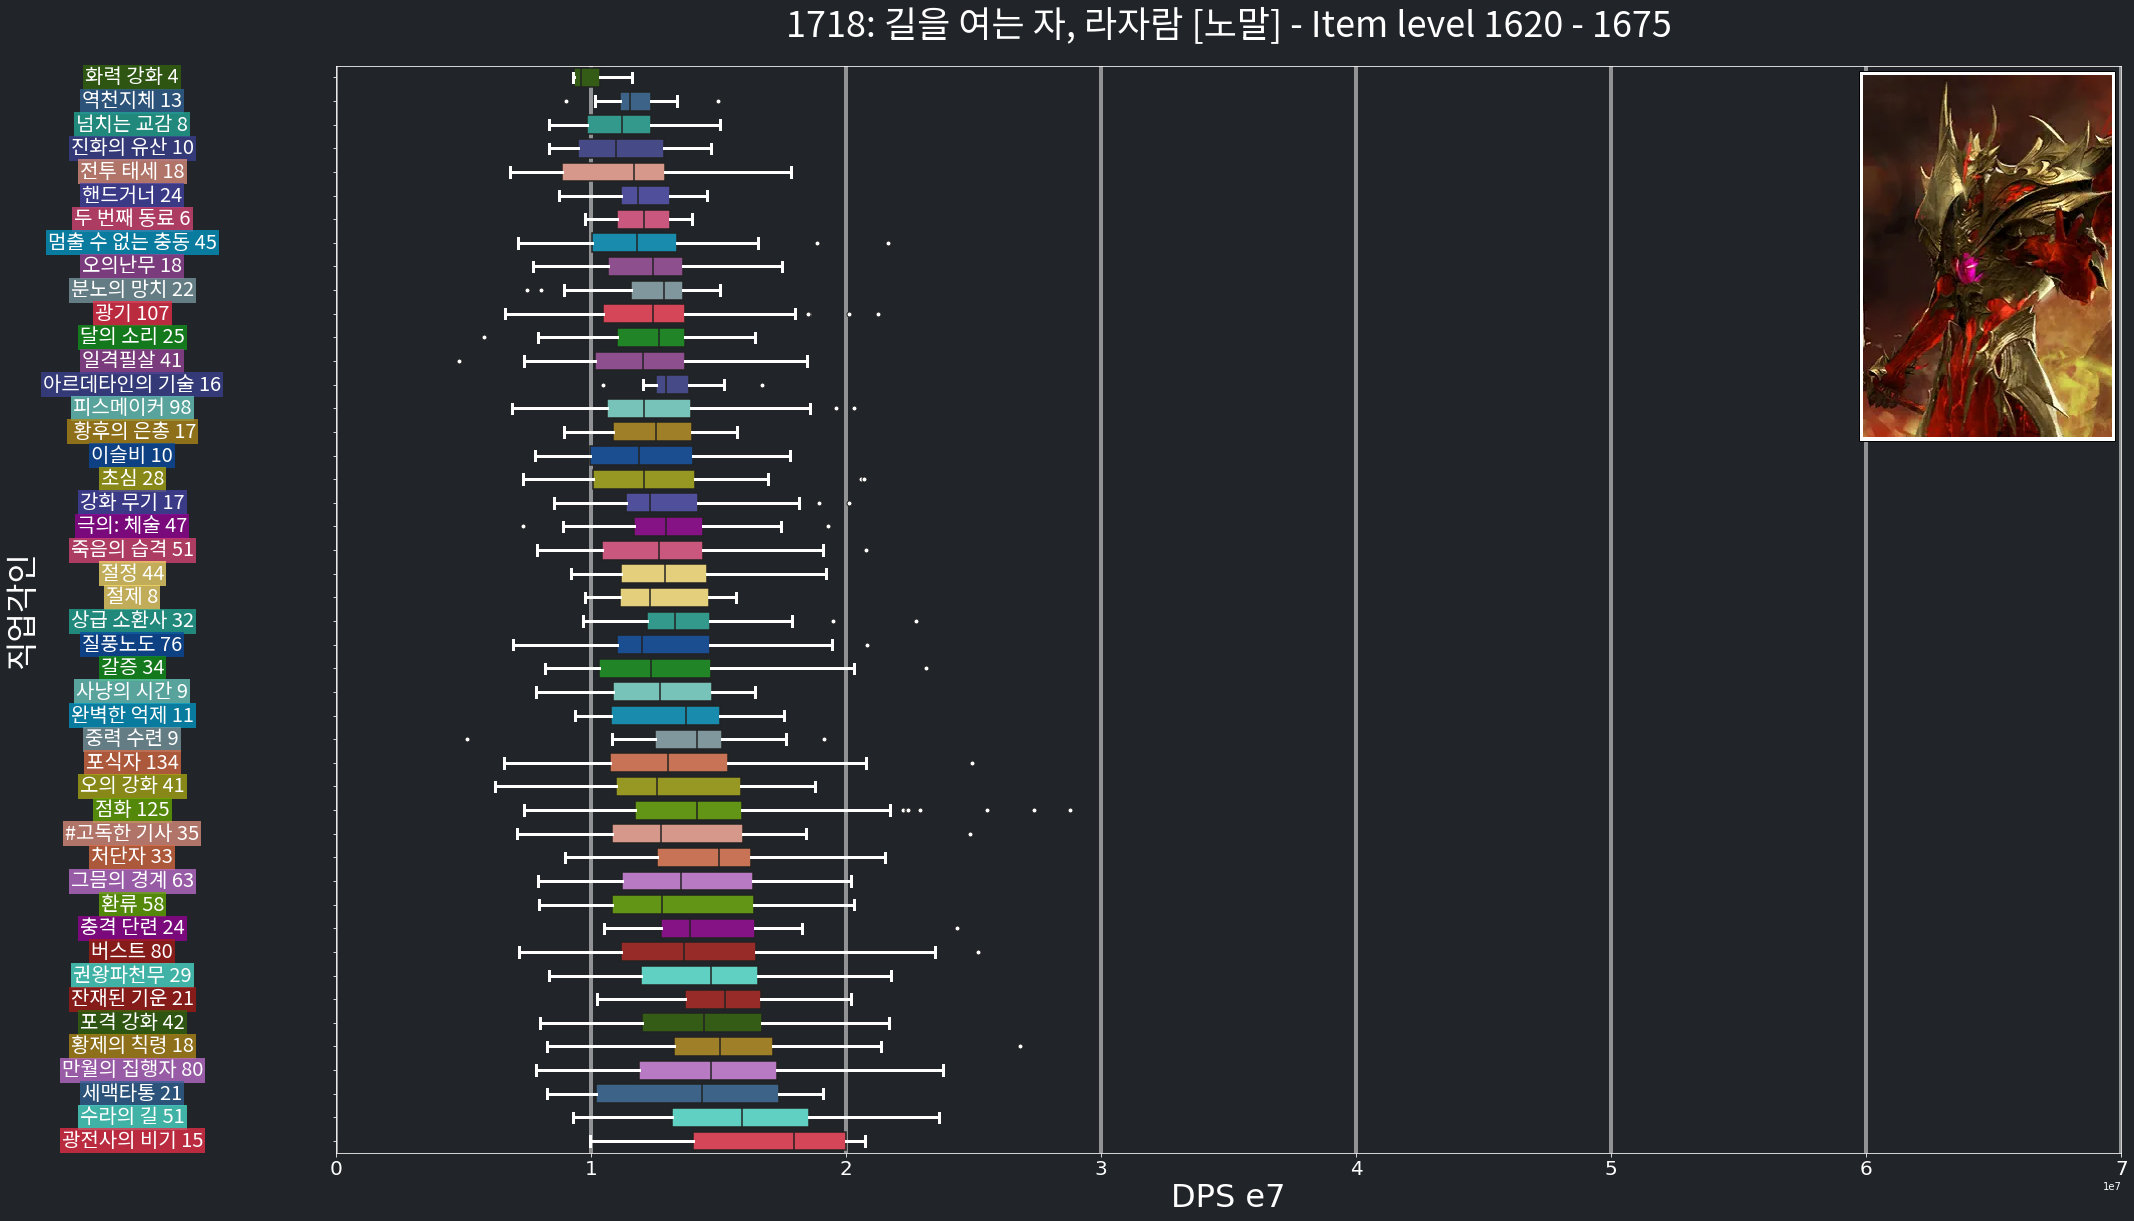 1718: 길을 여는 자, 라자람 [노말] - Item level 1620 - 1675
화력 강화 4
역천지체 13
넘치는 교감 8
진화의 유산 10
전투 태세 18
핸드거너 24
두 번째 동료 6
멈출 수 없는 충동 45
오의난무 18
분노의 망치 22
광기 107
달의 소리 25
일격필살 41
아르데타인의 기술 16
피스메이커 98
황후의 은총 17
이슬비 10
초심 28
강화 무기 17
극의: 체술 47
죽음의 습격 51
절정 44
절제 8
상급 소환사 32
질풍노도 76
갈증 34
사냥의 시간 9
완벽한 억제 11
중력 수련 9
포식자 134
오의 강화 41
점화 125
#고독한 기사 35
처단자 33
그믐의 경계 63
환류 58
충격 단련 24
버스트 80
권왕파천무 29
잔재된 기운 21
포격 강화 42
황제의 칙령 18
만월의 집행자 80
세맥타통 21
수라의 길 51
광전사의 비기 15
직업각인
0 1 2 3 4 5 6 7
1e7
DPS e7